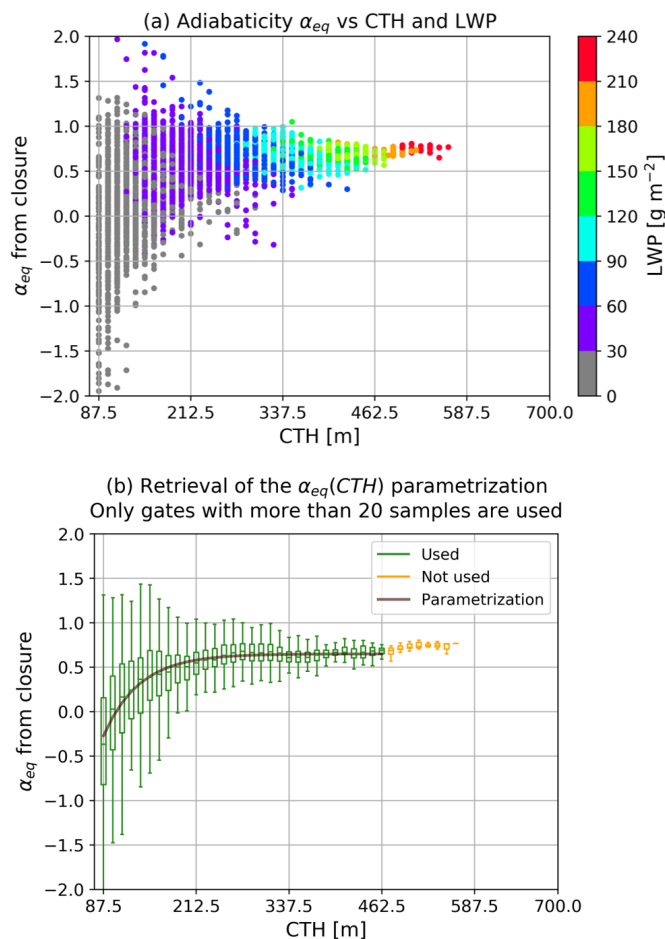 (a) Adiabaticity α_eq vs CTH and LWP
2.0
1.5
1.0
0.5
0.0
−0.5
−1.0
−1.5
−2.0
α_eq from closure
87.5 212.5 337.5 462.5 587.5 700.0
CTH [m]
240
210
180
150
120
90
60
30
0
LWP [g m⁻²]
(b) Retrieval of the α_eq(CTH) parametrization
Only gates with more than 20 samples are used
2.0
1.5
1.0
0.5
0.0
−0.5
−1.0
−1.5
−2.0
α_eq from closure
Used
Not used
Parametrization
87.5 212.5 337.5 462.5 587.5 700.0
CTH [m]